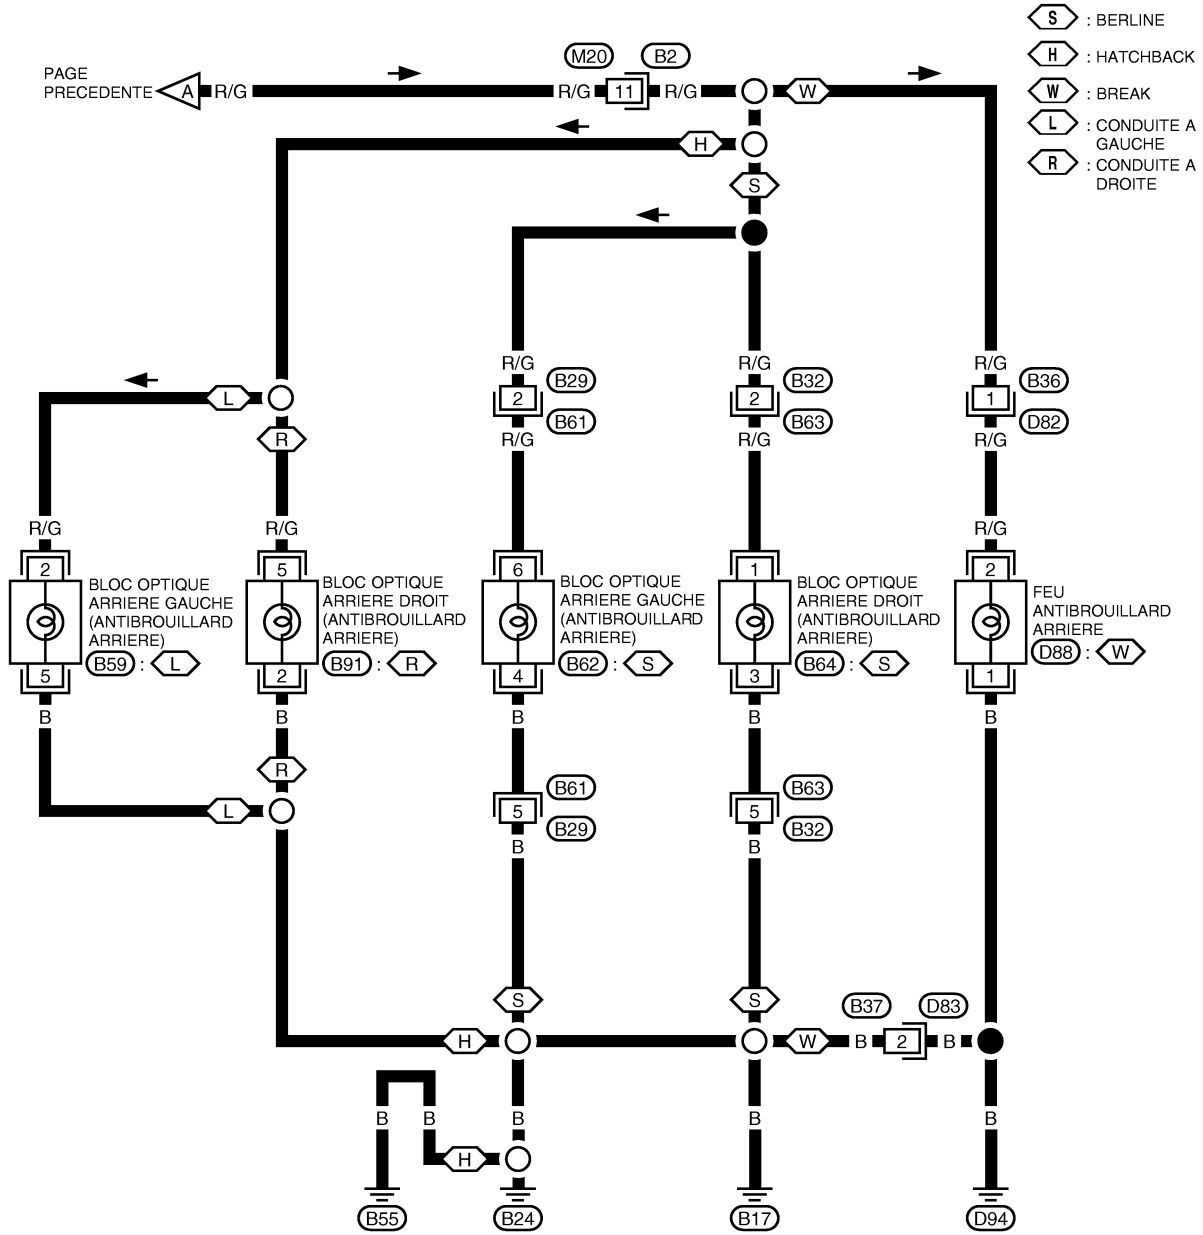 S : BERLINE
H : HATCHBACK
W : BREAK
L : CONDUITE A
GAUCHE
R : CONDUITE A
DROITE
M20 B2
PAGE
PRECEDENTE A R/G R/G 11 R/G W
H
S
R/G R/G R/G
B29 B32 B36
L 2 2 1
B61 B63 D82
R R/G R/G R/G
R/G R/G R/G
2 5 6 1 2
BLOC OPTIQUE
ARRIERE GAUCHE
(ANTIBROUILLARD
ARRIERE)
B59 : L
BLOC OPTIQUE
ARRIERE DROIT
(ANTIBROUILLARD
ARRIERE)
B91 : R
BLOC OPTIQUE
ARRIERE GAUCHE
(ANTIBROUILLARD
ARRIERE)
B62 : S
BLOC OPTIQUE
ARRIERE DROIT
(ANTIBROUILLARD
ARRIERE)
B64 : S
FEU
ANTIBROUILLARD
ARRIERE
D88 : W
5 2 4 3 1
B B B B B
R
B61 B63
L 5 5
B29 B32
B B
S S
B37 D83
H W B 2 B
B B B B B
H
B55 B24 B17 D94